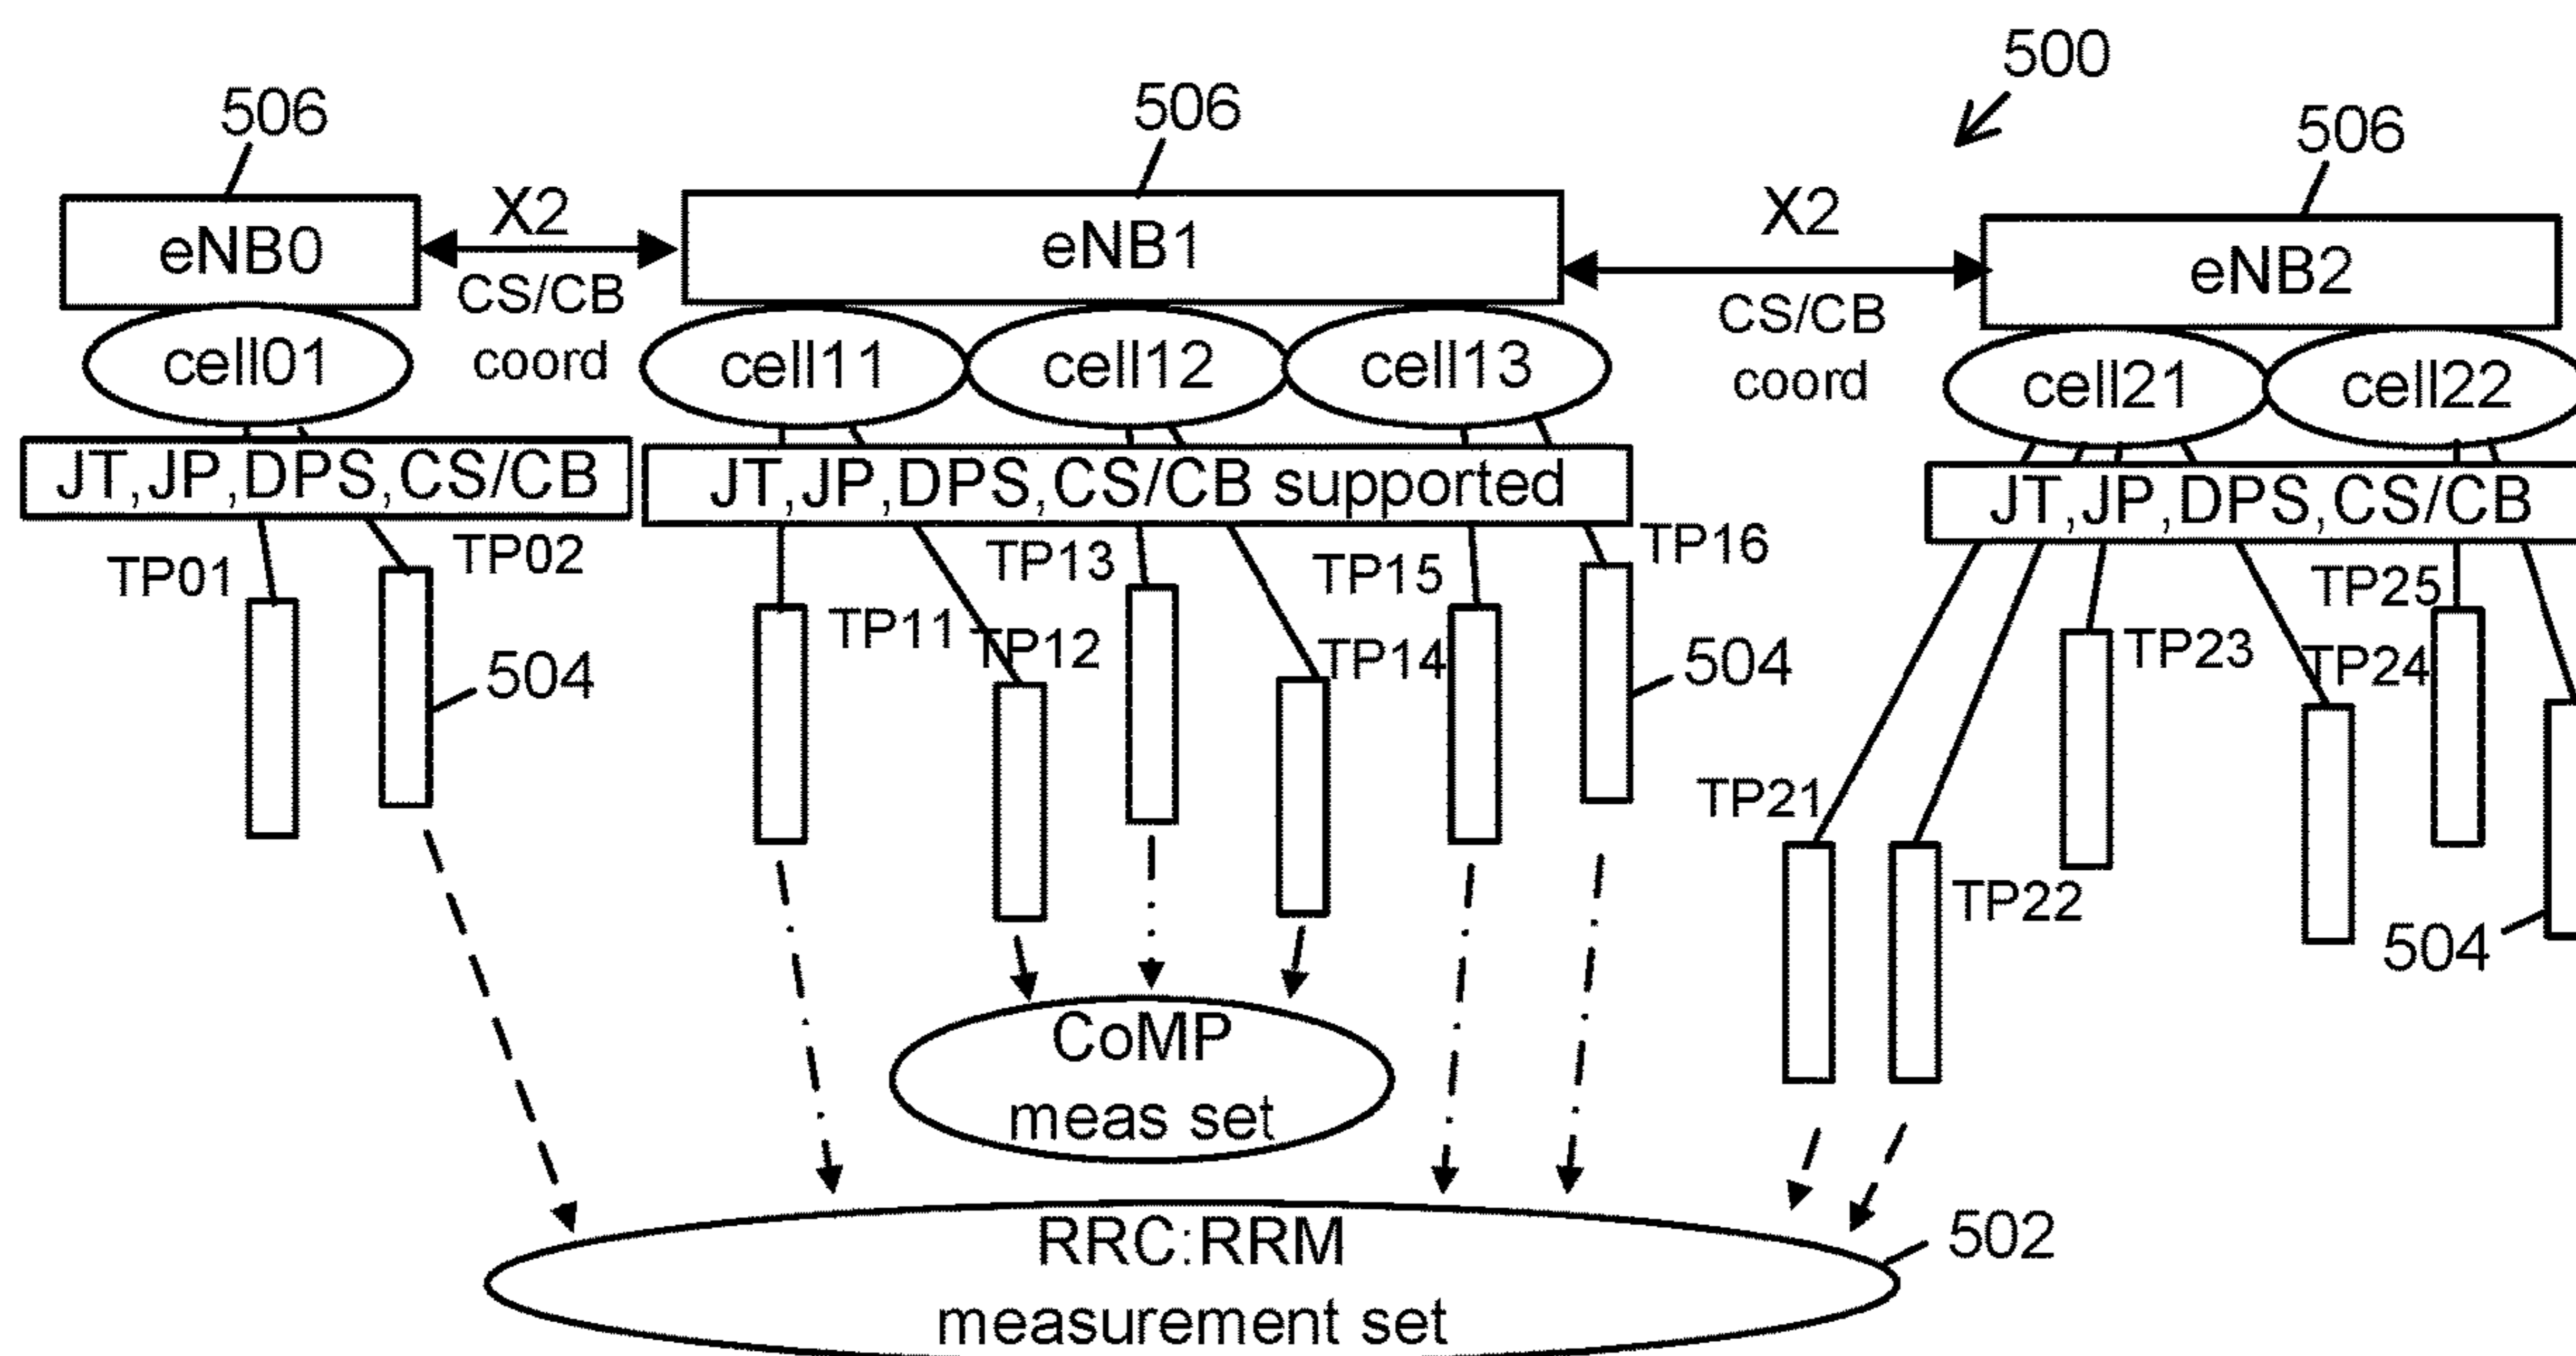 500
506
506
506
eNB0
X2
CS/CB
coord
eNB1
X2
CS/CB
coord
eNB2
cell01
cell11
cell12
cell13
cell21
cell22
JT,JP,DPS,CS/CB
JT,JP,DPS,CS/CB supported
JT,JP,DPS,CS/CB
TP01
TP02
TP11
TP12
TP13
TP14
TP15
TP16
TP21
TP22
TP23
TP24
TP25
504
504
504
CoMP
meas set
RRC:RRM
measurement set
502